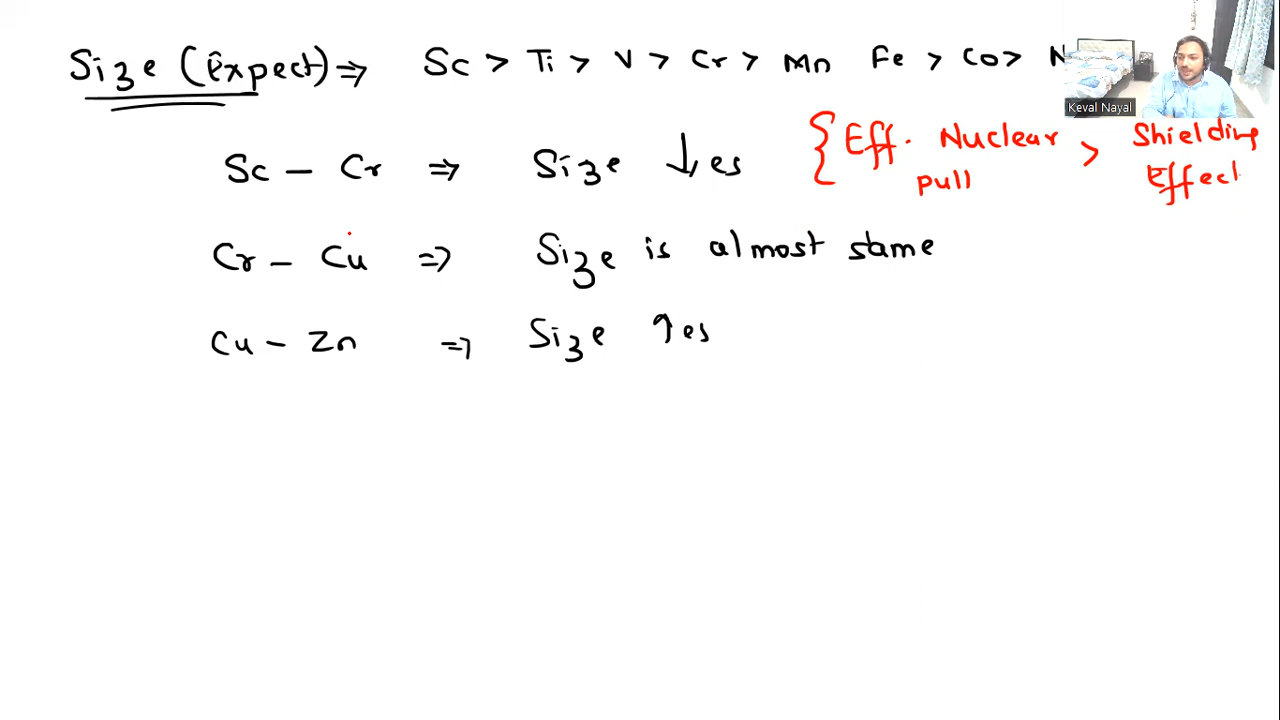 Size (Expect) ⇒ Sc > Ti > V > Cr > Mn Fe > Co > N
Keval Nayal
Sc – Cr ⇒ Size ↓es { Eff. Nuclear pull > Shielding Effect
Cr – Cu ⇒ Size is almost same
Cu – Zn ⇒ Size ↑es